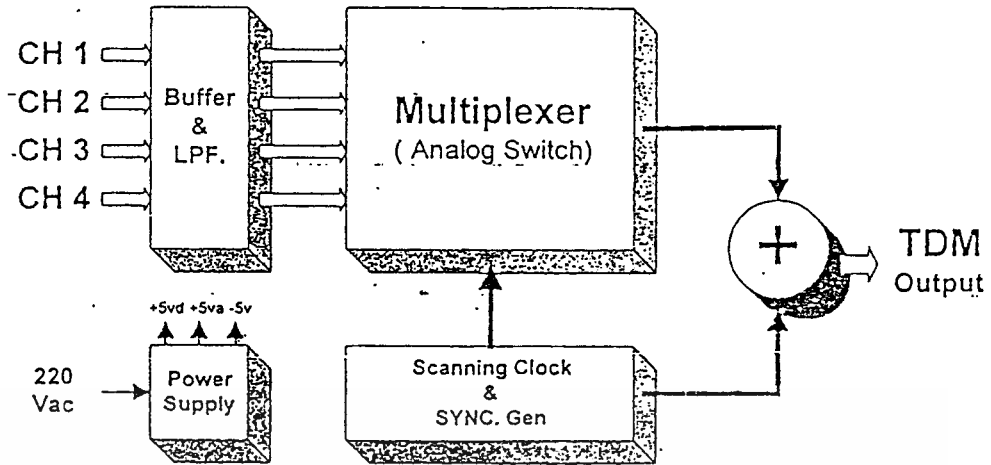 CH 1
CH 2
CH 3
CH 4
Buffer
&
LPF.
Multiplexer
( Analog Switch)
TDM
Output
+5vd +5va -5v
220
Vac
Power
Supply
Scanning Clock
&
SYNC. Gen
+